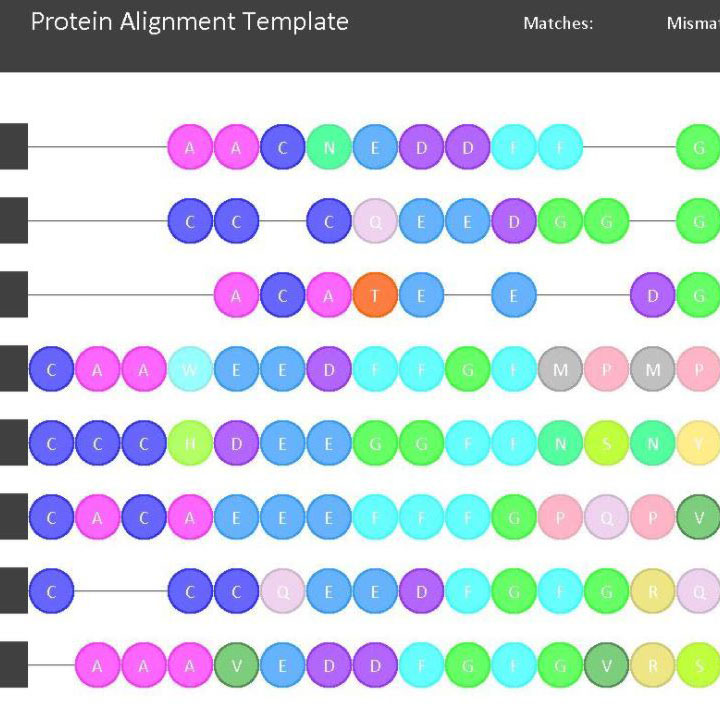 Protein Alignment Template Matches: Mismat
A A C N E D D F F G
C C C Q E E D G G G
A C A T E E D G
C A A W E E D F F G F M P M P
C C C H D E E G G F F N S N Y
C A C A E E E F F F G P Q P V
C C C Q E E D F G F G R Q
A A A V E D D F G F G V R S